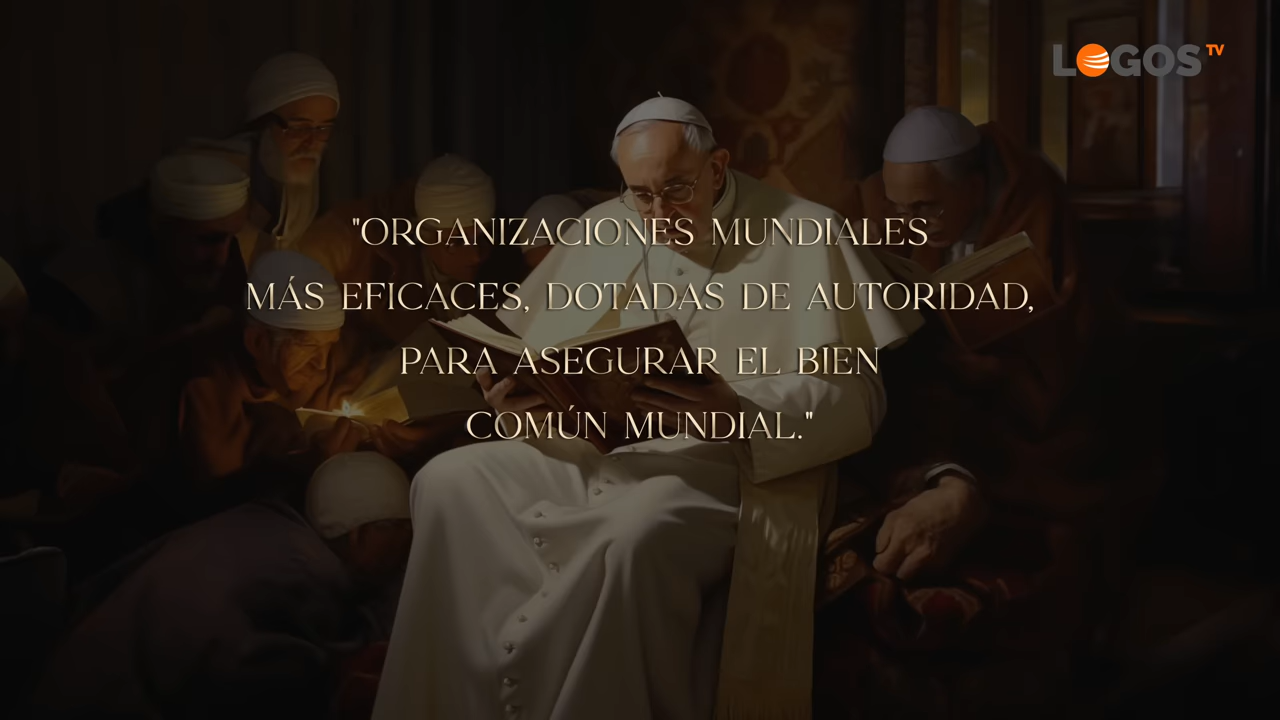 LOGOS TV
"ORGANIZACIONES MUNDIALES
MÁS EFICACES, DOTADAS DE AUTORIDAD,
PARA ASEGURAR EL BIEN
COMÚN MUNDIAL."